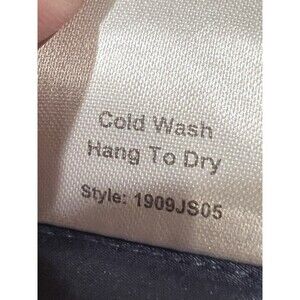 Cold Wash
Hang To Dry
Style: 1909JS05